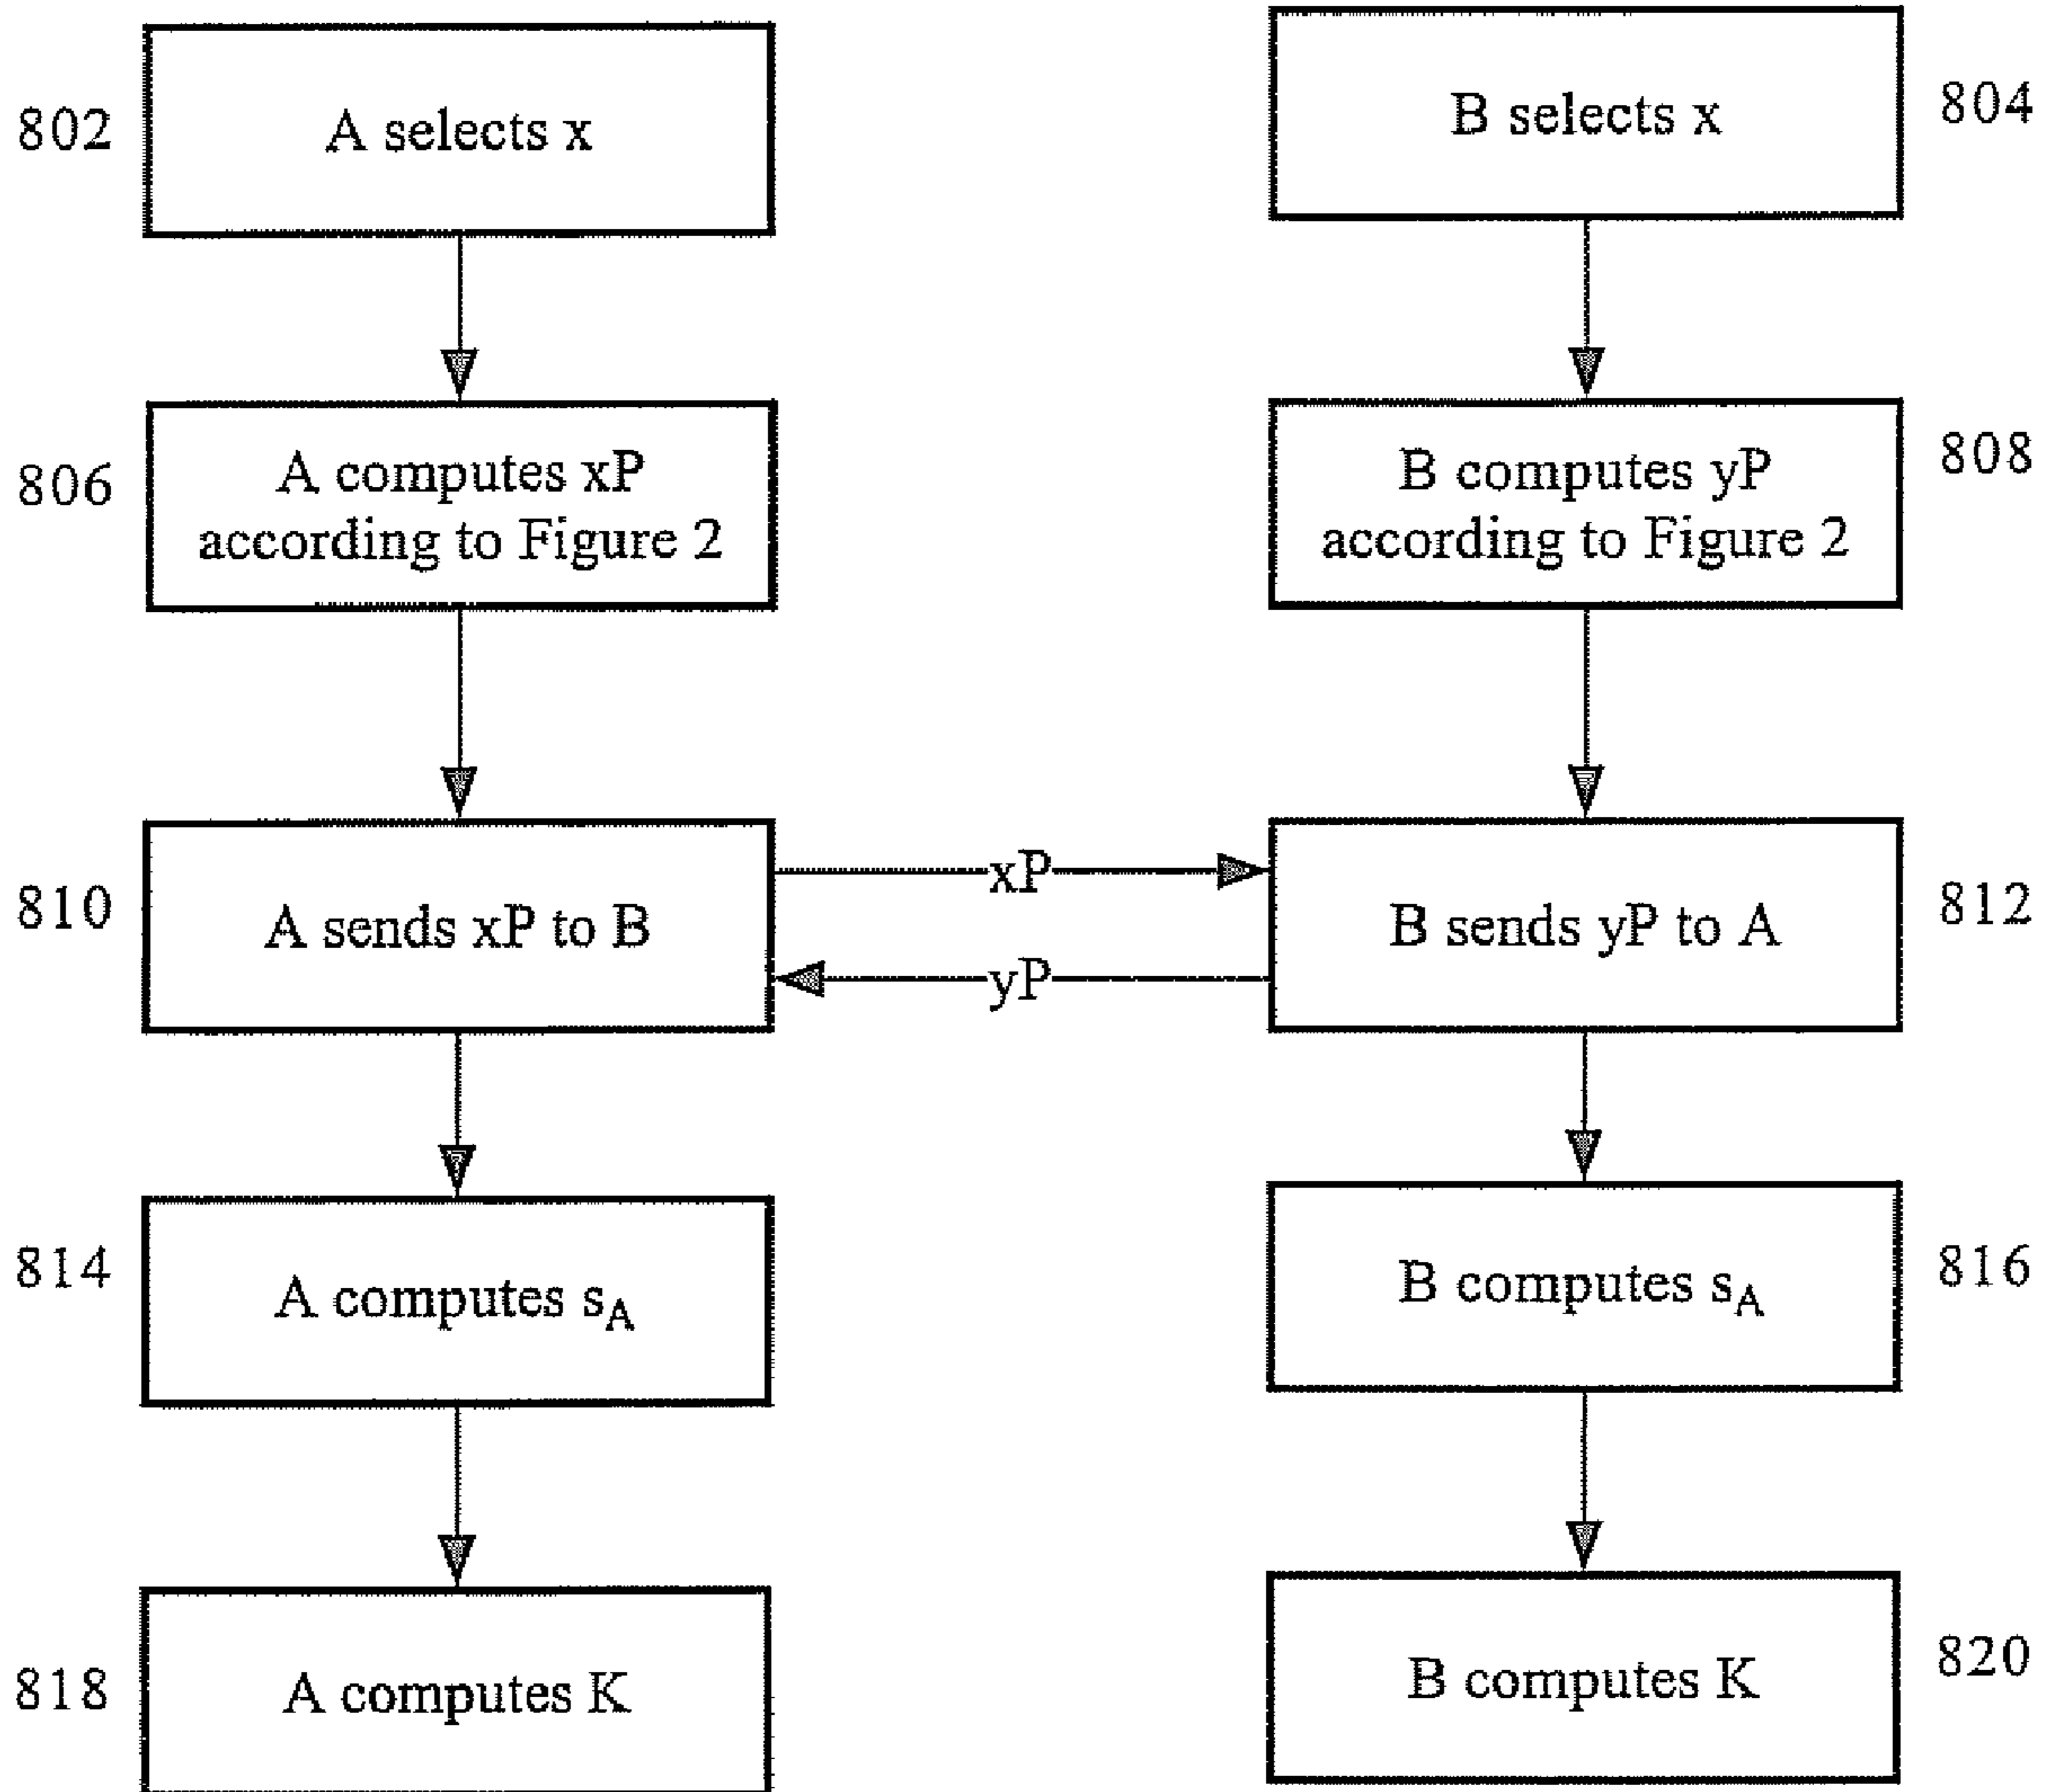 802
A selects x
B selects x
804
806
A computes xP
according to Figure 2
B computes yP
according to Figure 2
808
810
A sends xP to B
xP
yP
B sends yP to A
812
814
A computes sA
B computes sA
816
818
A computes K
B computes K
820